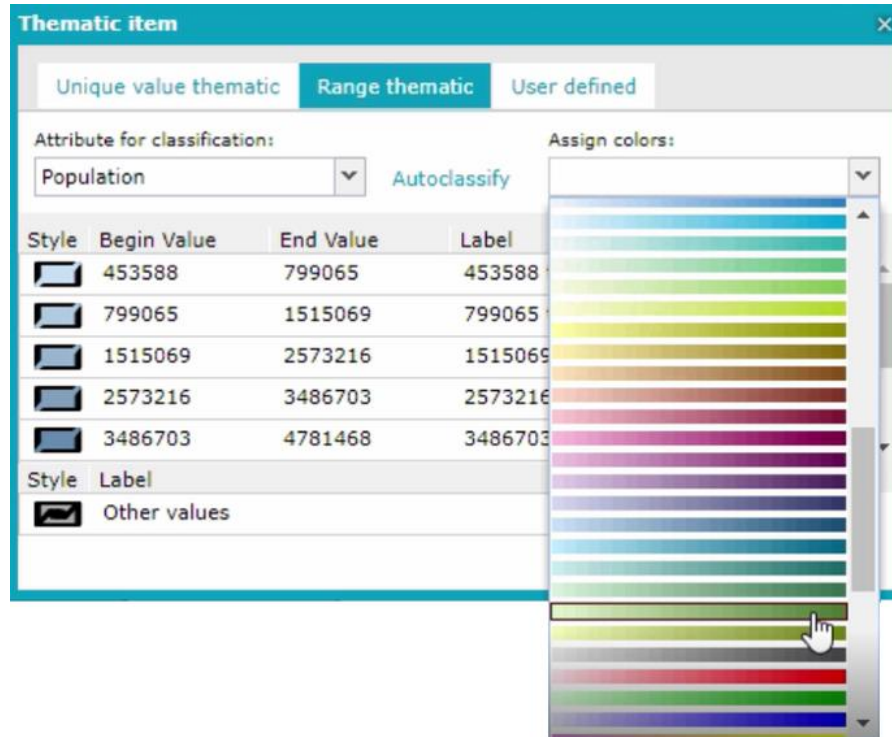 Thematic item
Unique value thematic Range thematic User defined
Attribute for classification: Assign colors:
Population Autoclassify
Style Begin Value End Value Label
453588 799065 453588
799065 1515069 799065
1515069 2573216 1515069
2573216 3486703 2573216
3486703 4781468 3486703
Style Label
Other values